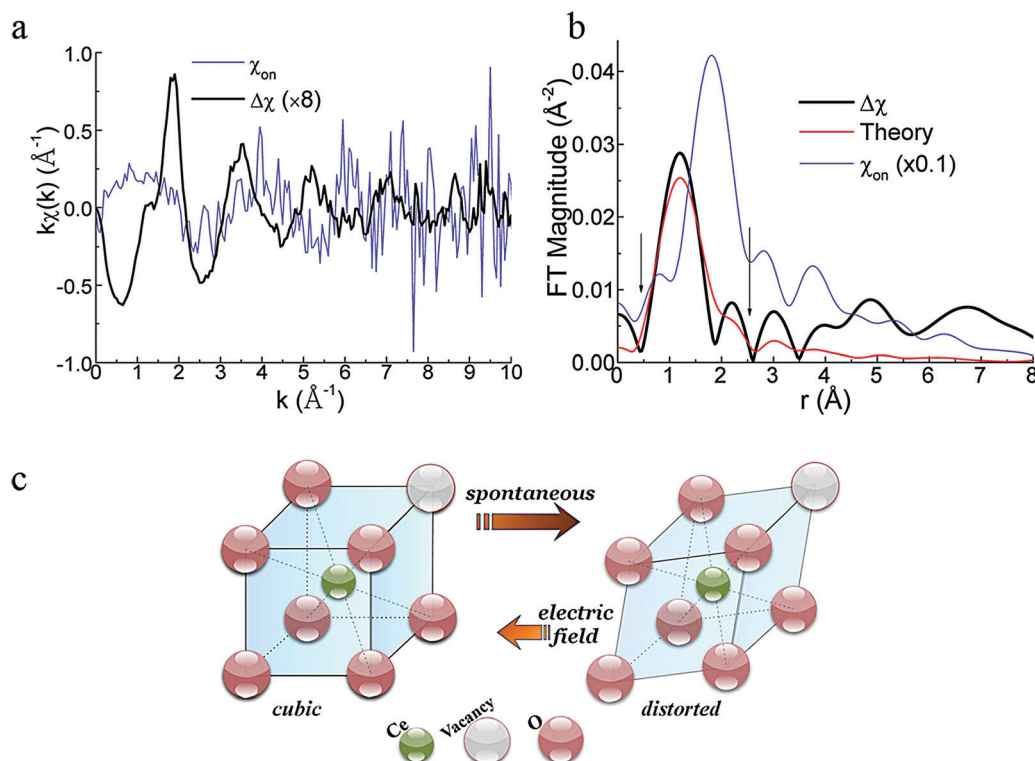 a
1.0
0.5
0.0
-0.5
-1.0
kχ(k) (Å⁻¹)
χon
Δχ (×8)
0 1 2 3 4 5 6 7 8 9 10
k (Å⁻¹)
b
0.04
0.03
0.02
0.01
0.00
FT Magnitude (Å⁻²)
Δχ
Theory
χon (x0.1)
0 1 2 3 4 5 6 7 8
r (Å)
c
spontaneous
electric
field
cubic
distorted
Ce
Vacancy
O